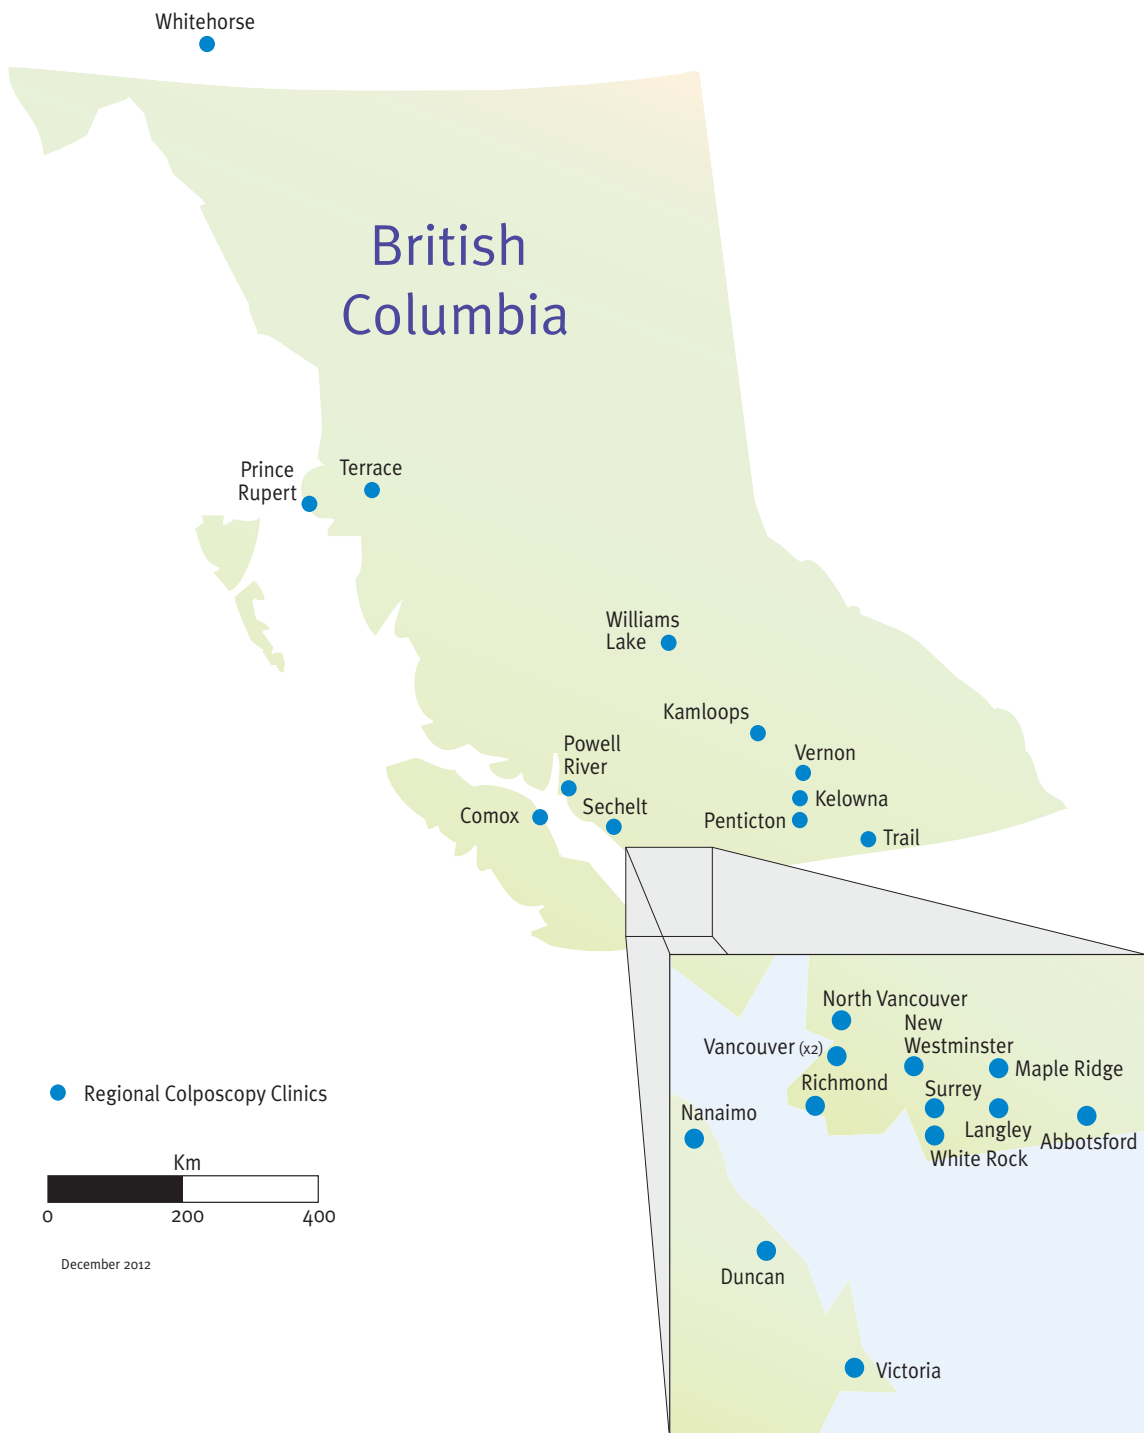 Whitehorse
British
Columbia
Prince
Rupert
Terrace
Williams
Lake
Kamloops
Powell
River
Vernon
Kelowna
Sechelt
Comox
Penticton
Trail
North Vancouver
New
Westminster
Vancouver (x2)
Maple Ridge
Richmond
Surrey
Nanaimo
Langley
Abbotsford
White Rock
Duncan
Victoria
Regional Colposcopy Clinics
Km
0 200 400
December 2012